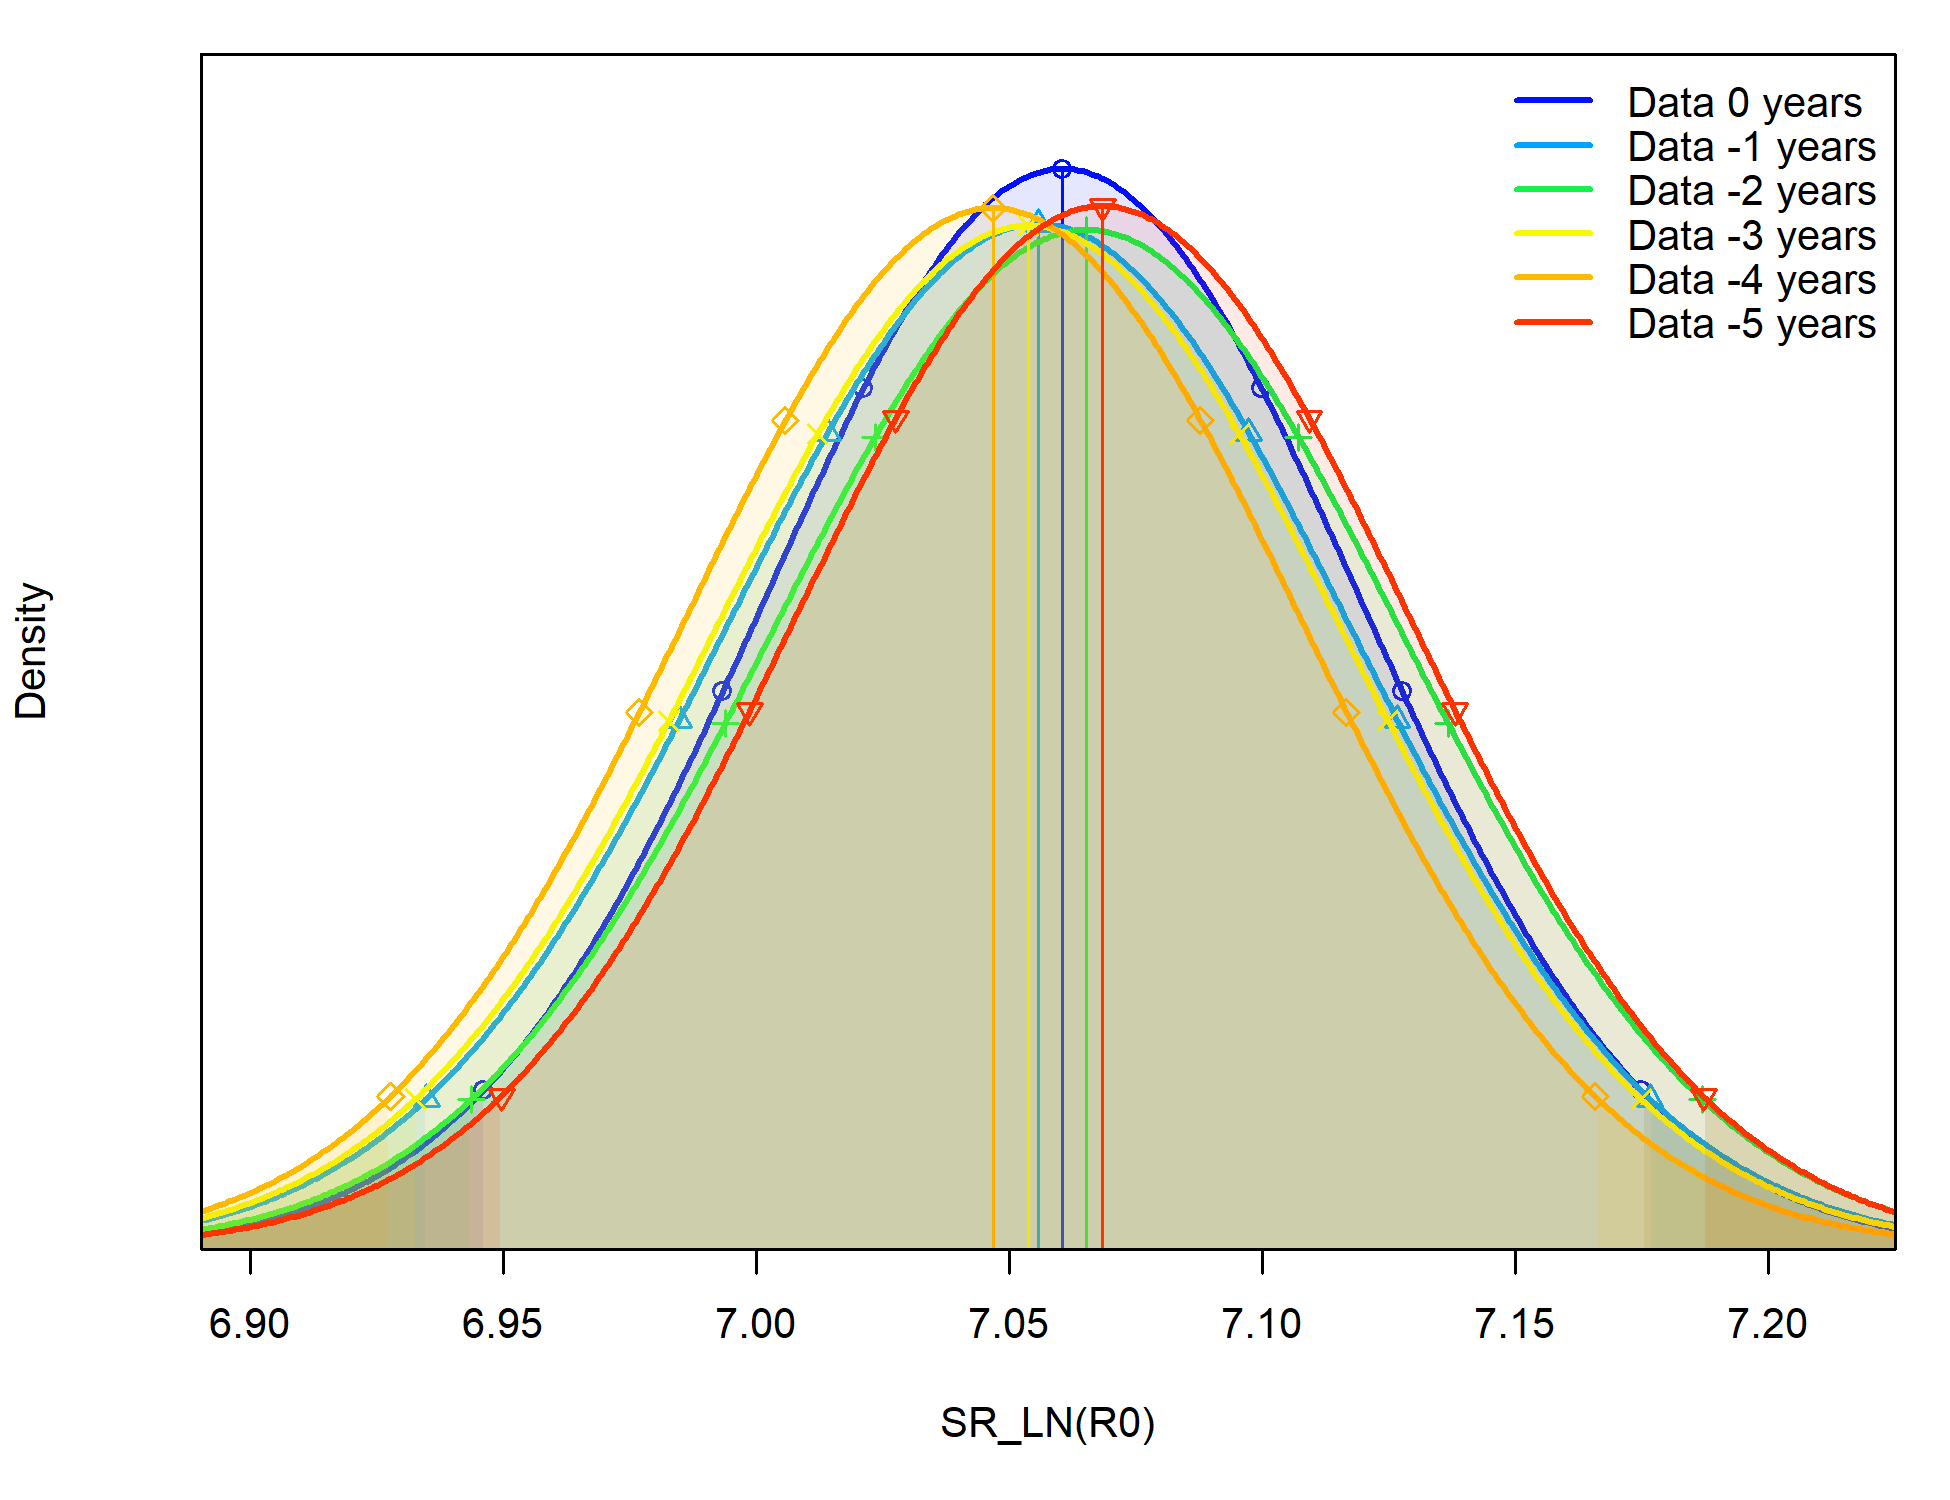 Data 0 years
Data -1 years
Data -2 years
Data -3 years
Data -4 years
Data -5 years
Density
6.90 6.95 7.00 7.05 7.10 7.15 7.20
SR_LN(R0)